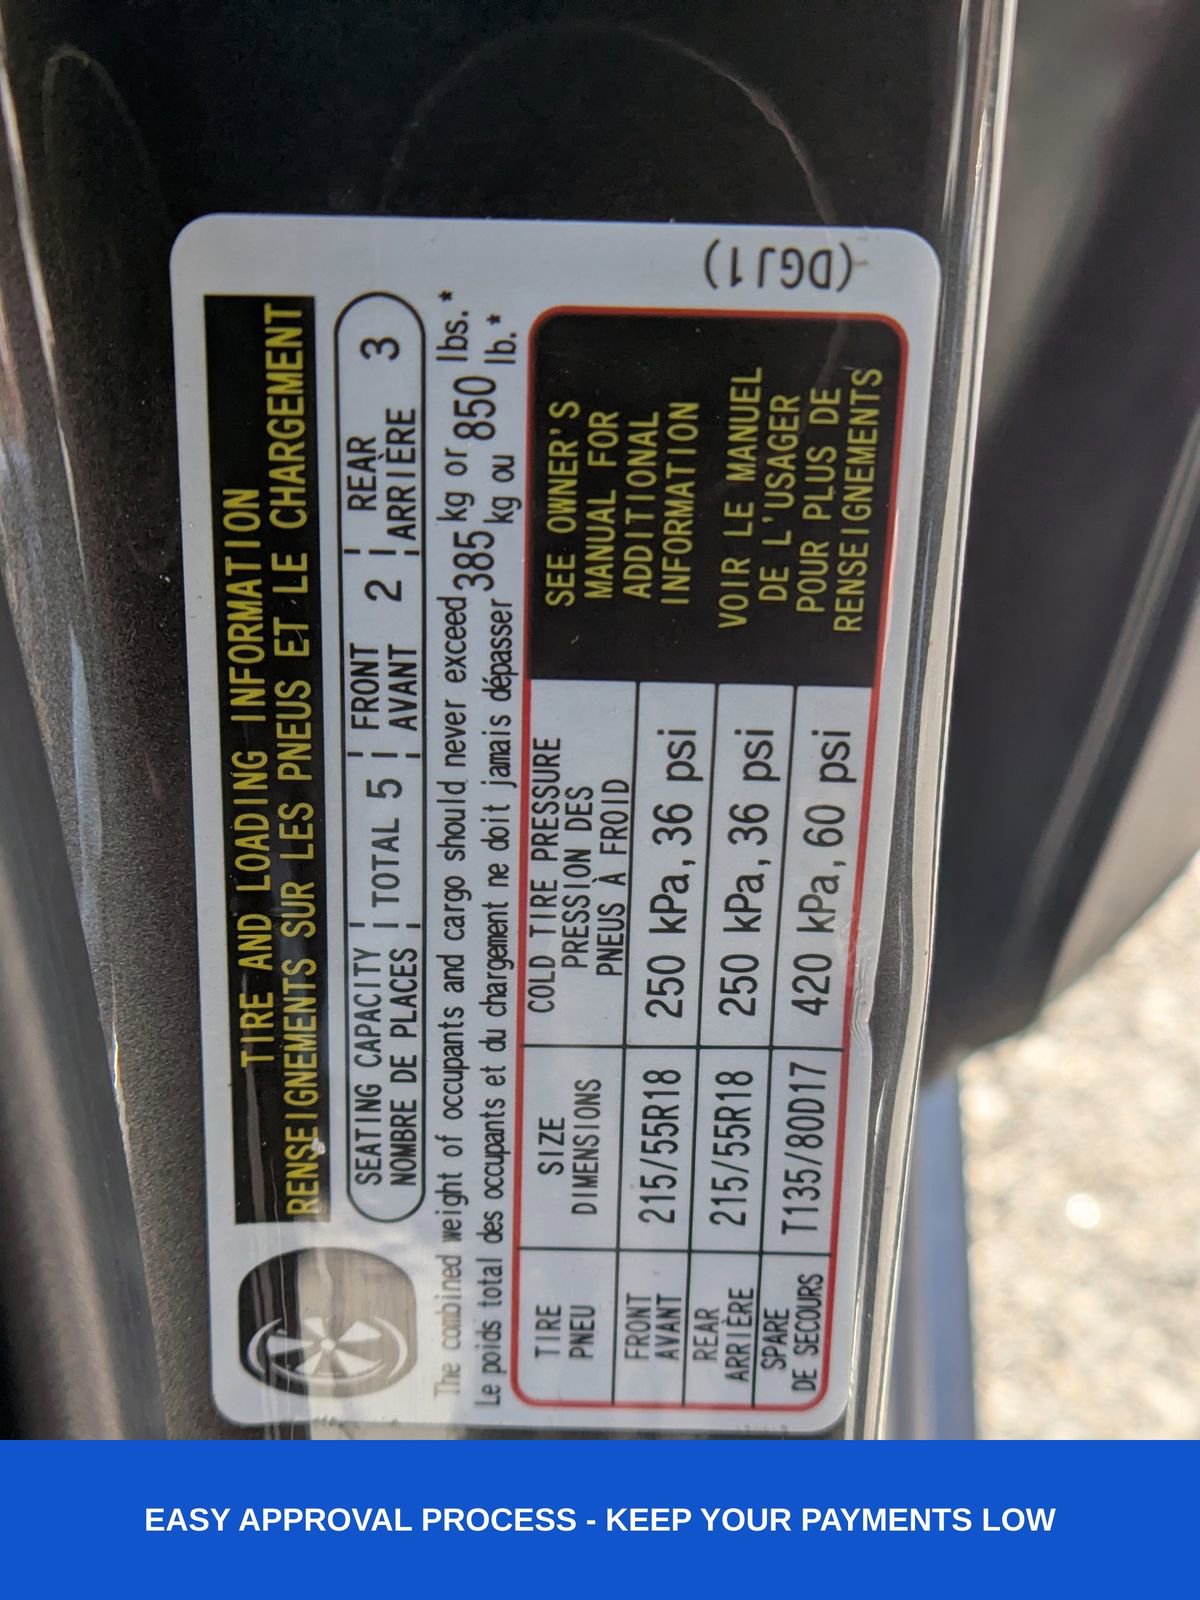 TIRE AND LOADING INFORMATION
RENSEIGNEMENTS SUR LES PNEUS ET LE CHARGEMENT
SEATING CAPACITY
NOMBRE DE PLACES
TOTAL 5
FRONT
AVANT
2
REAR
ARRIÈRE
3
The combined weight of occupants and cargo should never exceed 385 kg or 850 lbs.*
Le poids total des occupants et du chargement ne doit jamais dépasser kg ou lb.*
TIRE
PNEU
SIZE
DIMENSIONS
COLD TIRE PRESSURE
PRESSION DES
PNEUS À FROID
FRONT
AVANT
215/55R18
250 kPa, 36 psi
REAR
ARRIÈRE
215/55R18
250 kPa, 36 psi
SPARE
DE SECOURS
T135/80D17
420 kPa, 60 psi
SEE OWNER'S
MANUAL FOR
ADDITIONAL
INFORMATION
VOIR LE MANUEL
DE L'USAGER
POUR PLUS DE
RENSEIGNEMENTS
(DGJ1)
EASY APPROVAL PROCESS - KEEP YOUR PAYMENTS LOW